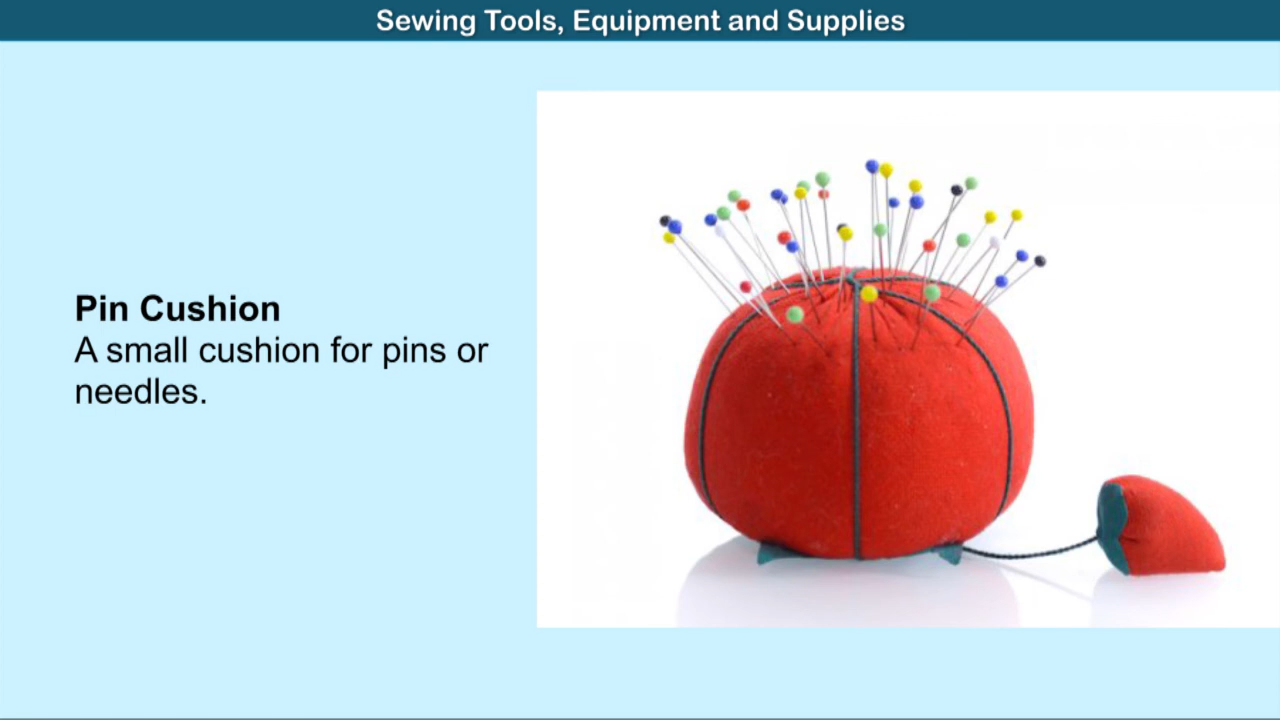 Sewing Tools, Equipment and Supplies
Pin Cushion
A small cushion for pins or
needles.